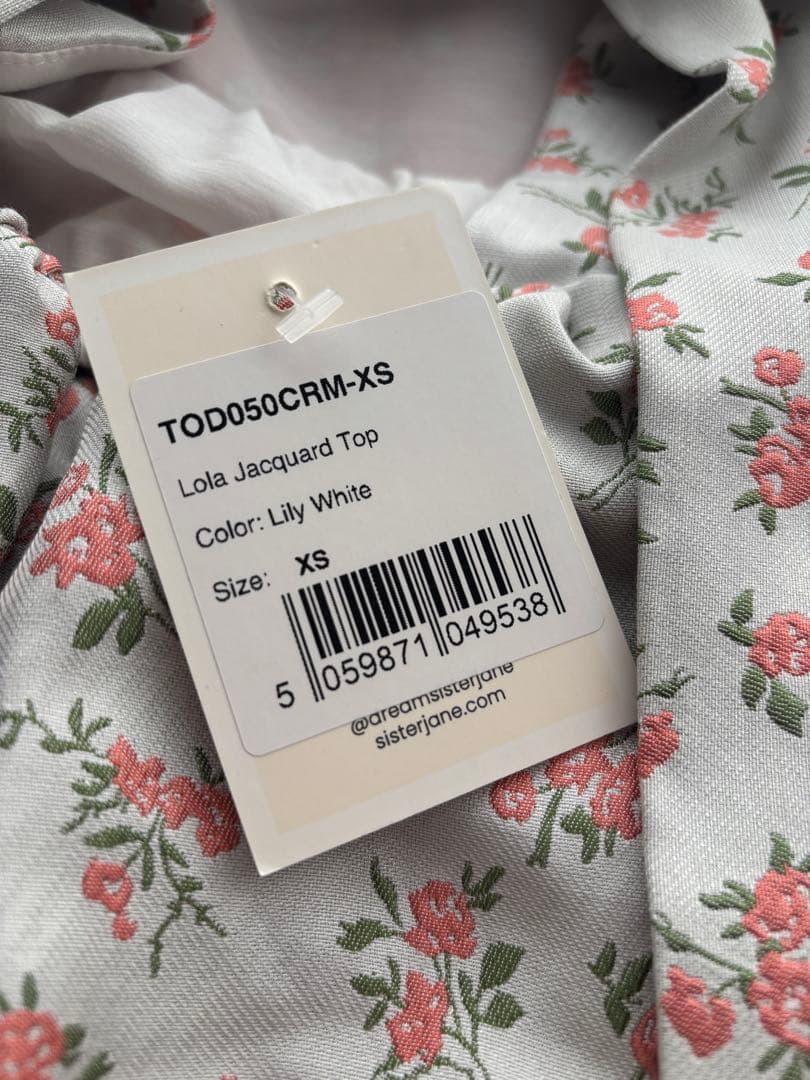 TOD050CRM-XS
Lola Jacquard Top
Color: Lily White
Size: XS
5 059871 049538
@dreamsisterjane
sisterjane.com